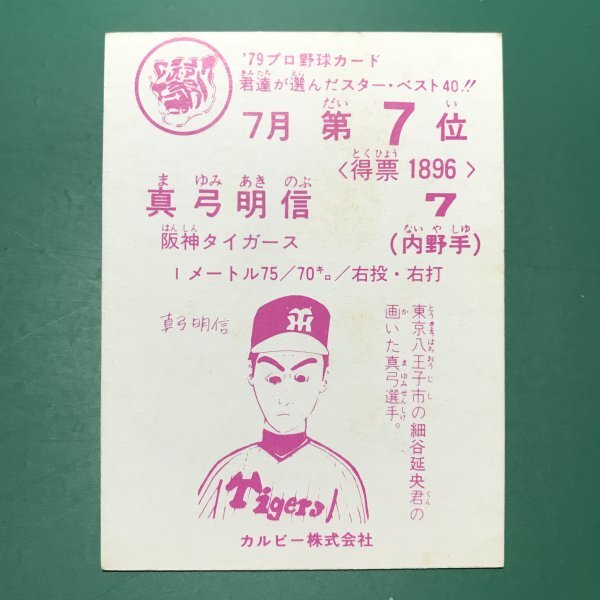 '79プロ野球カード
君達が選んだスター・ベスト40.!!
7月 第7位
<得票1896>
真弓明信 7
阪神タイガース (内野手)
1メートル75/70㌔/右投・右打
真弓明信
東京八王子市の細谷延央君の
画いた真弓選手。
Tigers
カルビー株式会社